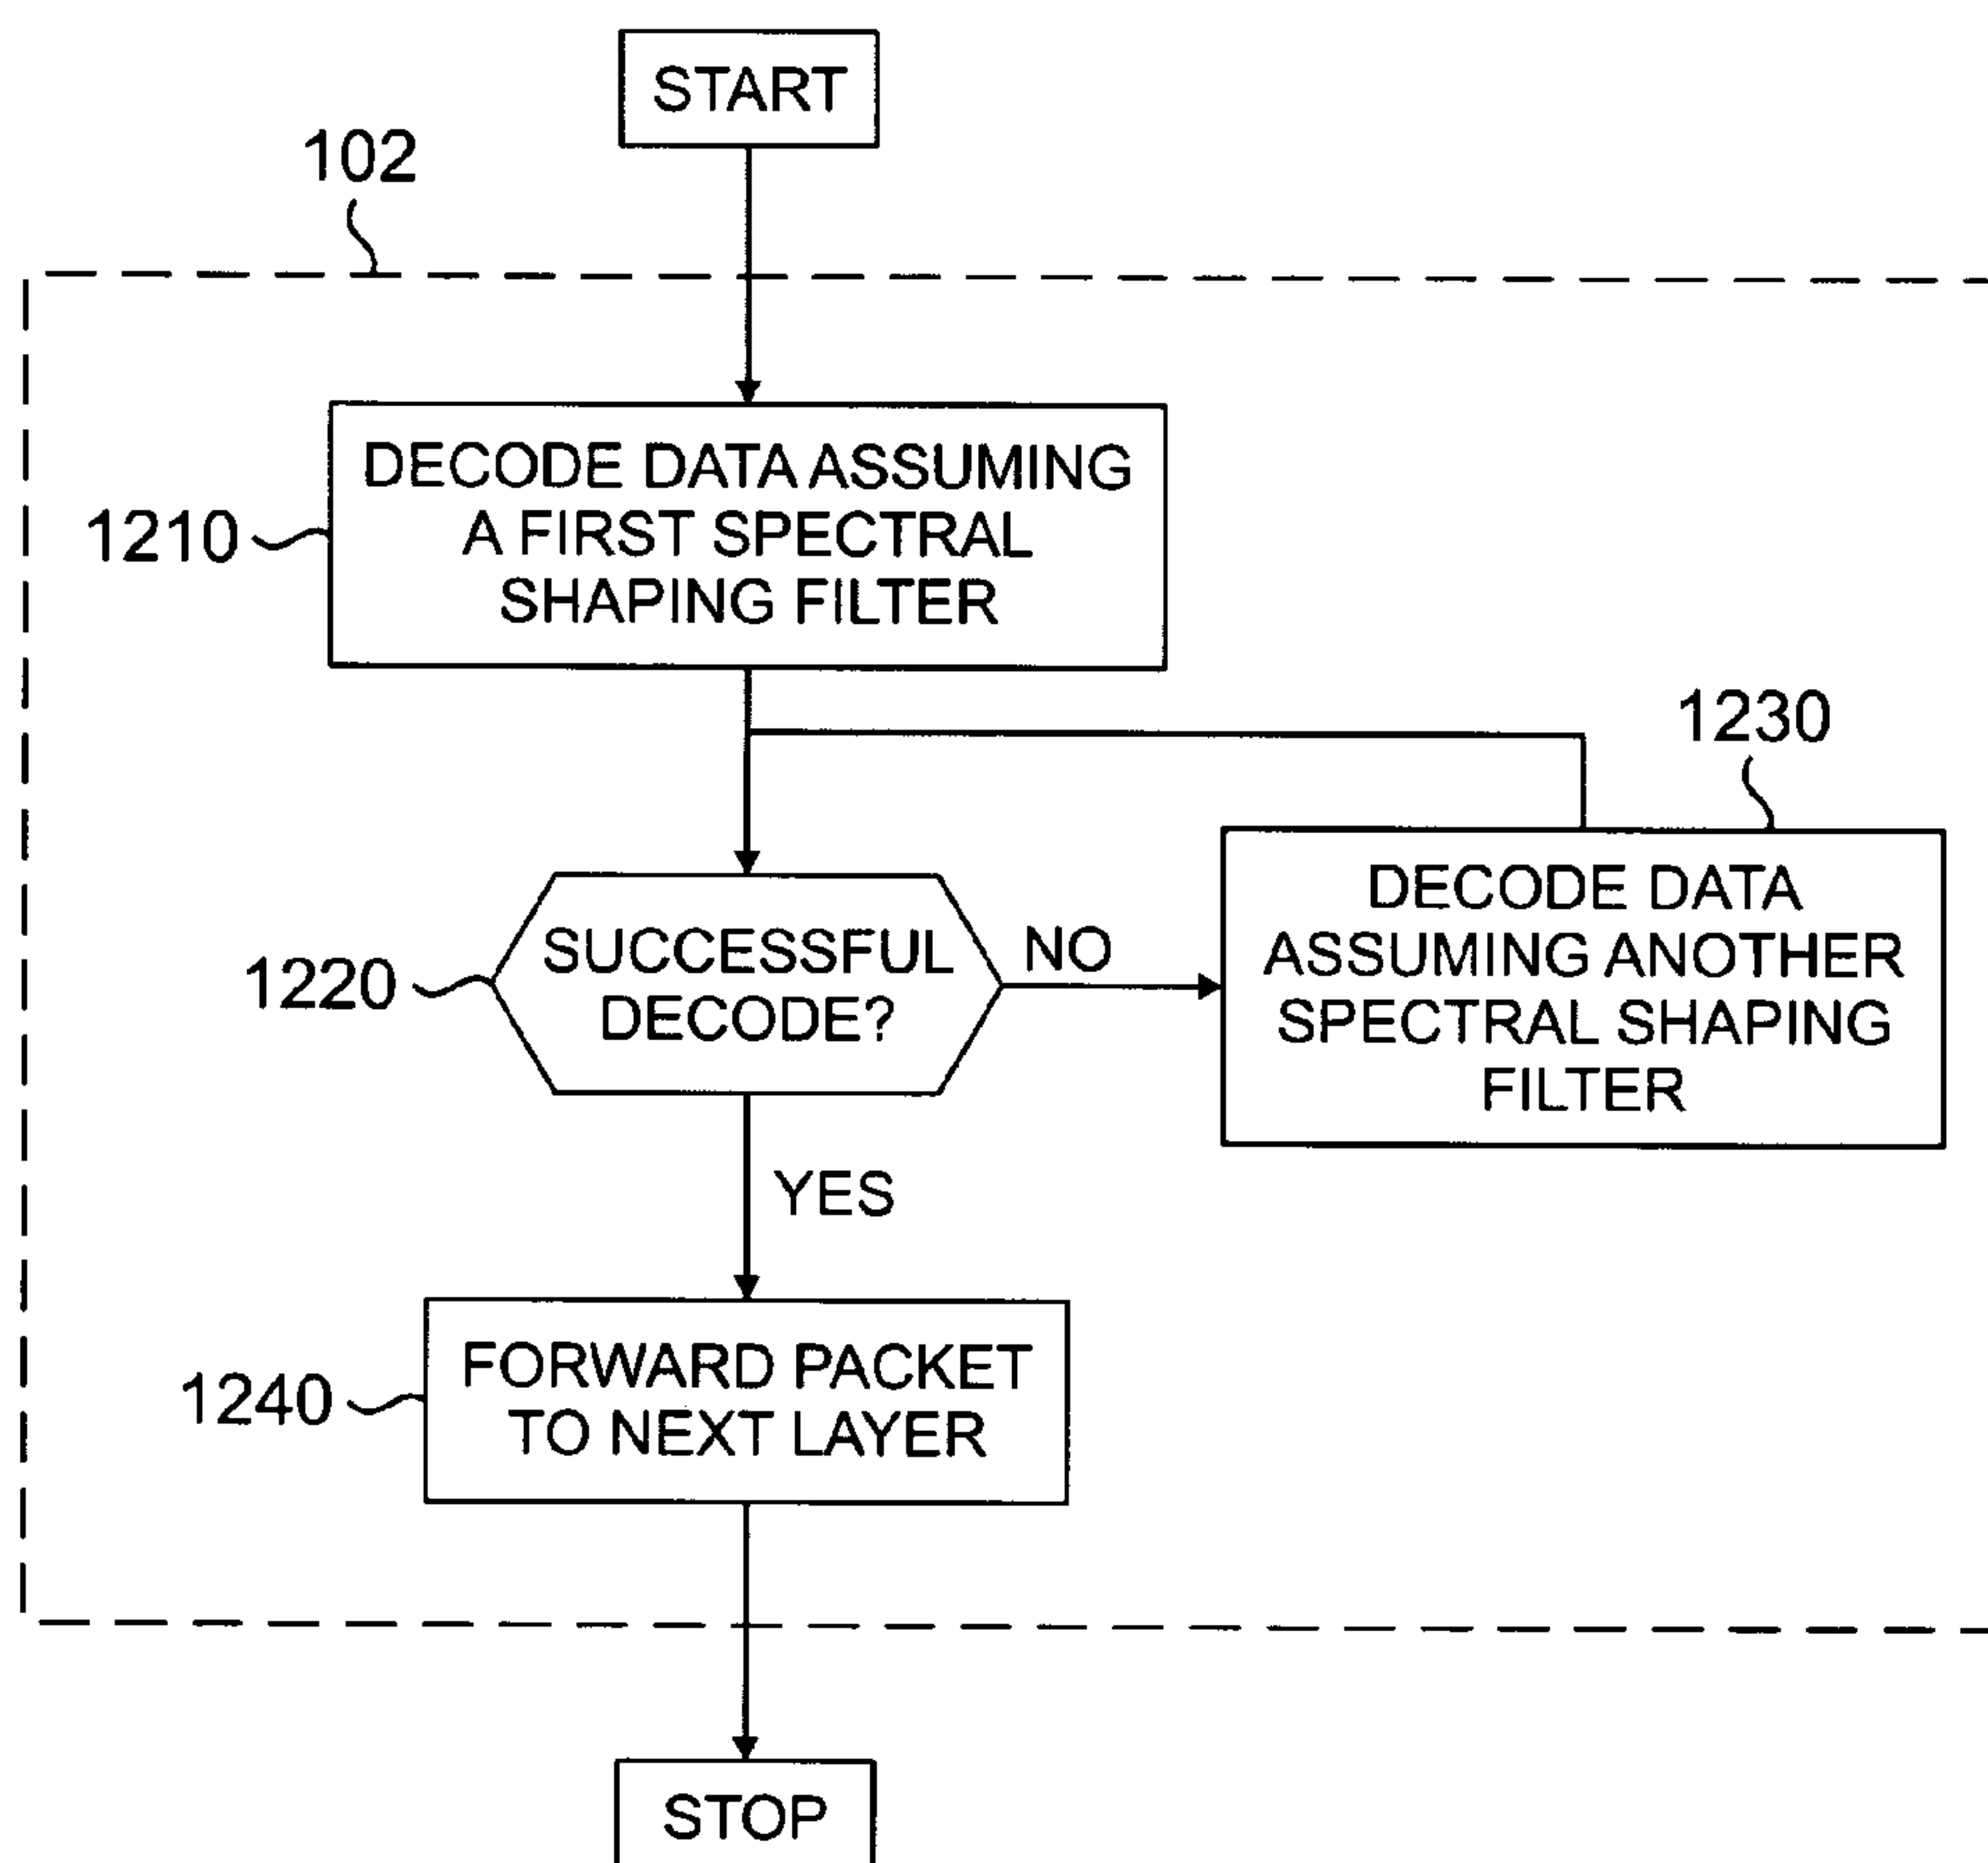 START
102
DECODE DATA ASSUMING
A FIRST SPECTRAL
SHAPING FILTER
1210
1230
DECODE DATA
ASSUMING ANOTHER
SPECTRAL SHAPING
FILTER
SUCCESSFUL
DECODE?
1220
NO
YES
FORWARD PACKET
TO NEXT LAYER
1240
STOP